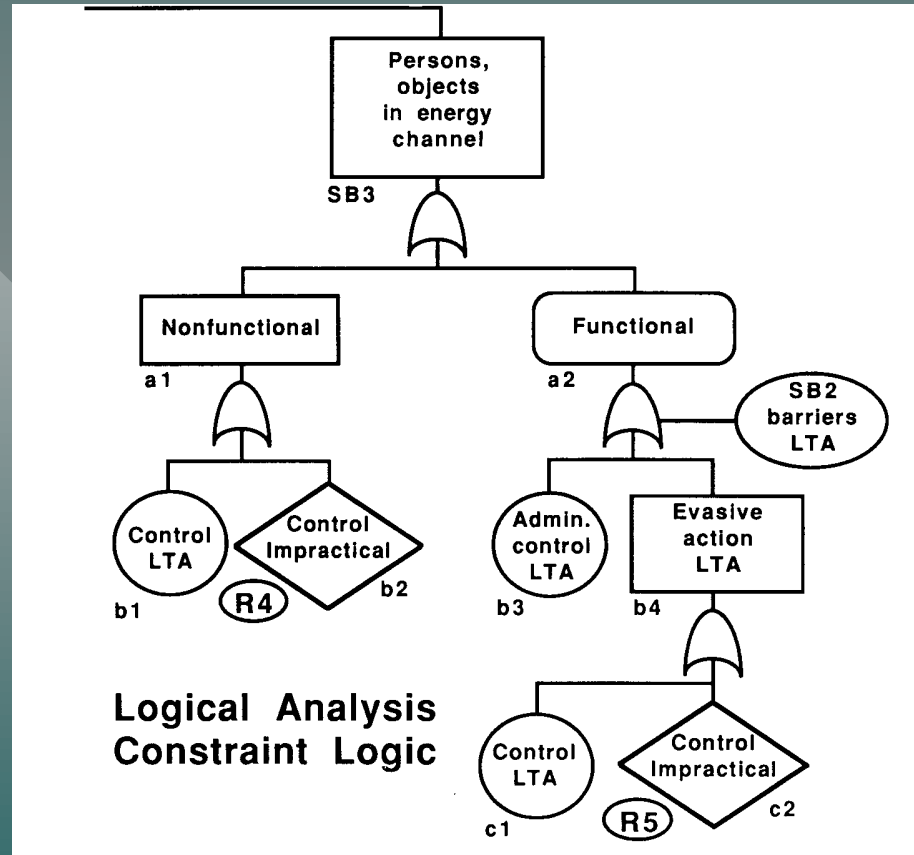 Persons,
objects
in energy
channel
SB3
Nonfunctional
a1
Functional
a2
SB2
barriers
LTA
Control
LTA
b1
R4
Control
Impractical
b2
Admin.
control
LTA
b3
Evasive
action
LTA
b4
Logical Analysis
Constraint Logic
Control
LTA
c1
R5
Control
Impractical
c2